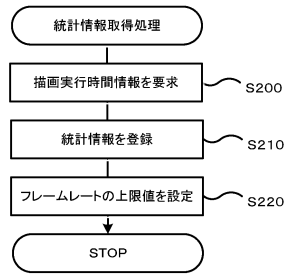 統計情報取得処理
描画実行時間情報を要求
S200
統計情報を登録
S210
フレームレートの上限値を設定
S220
STOP